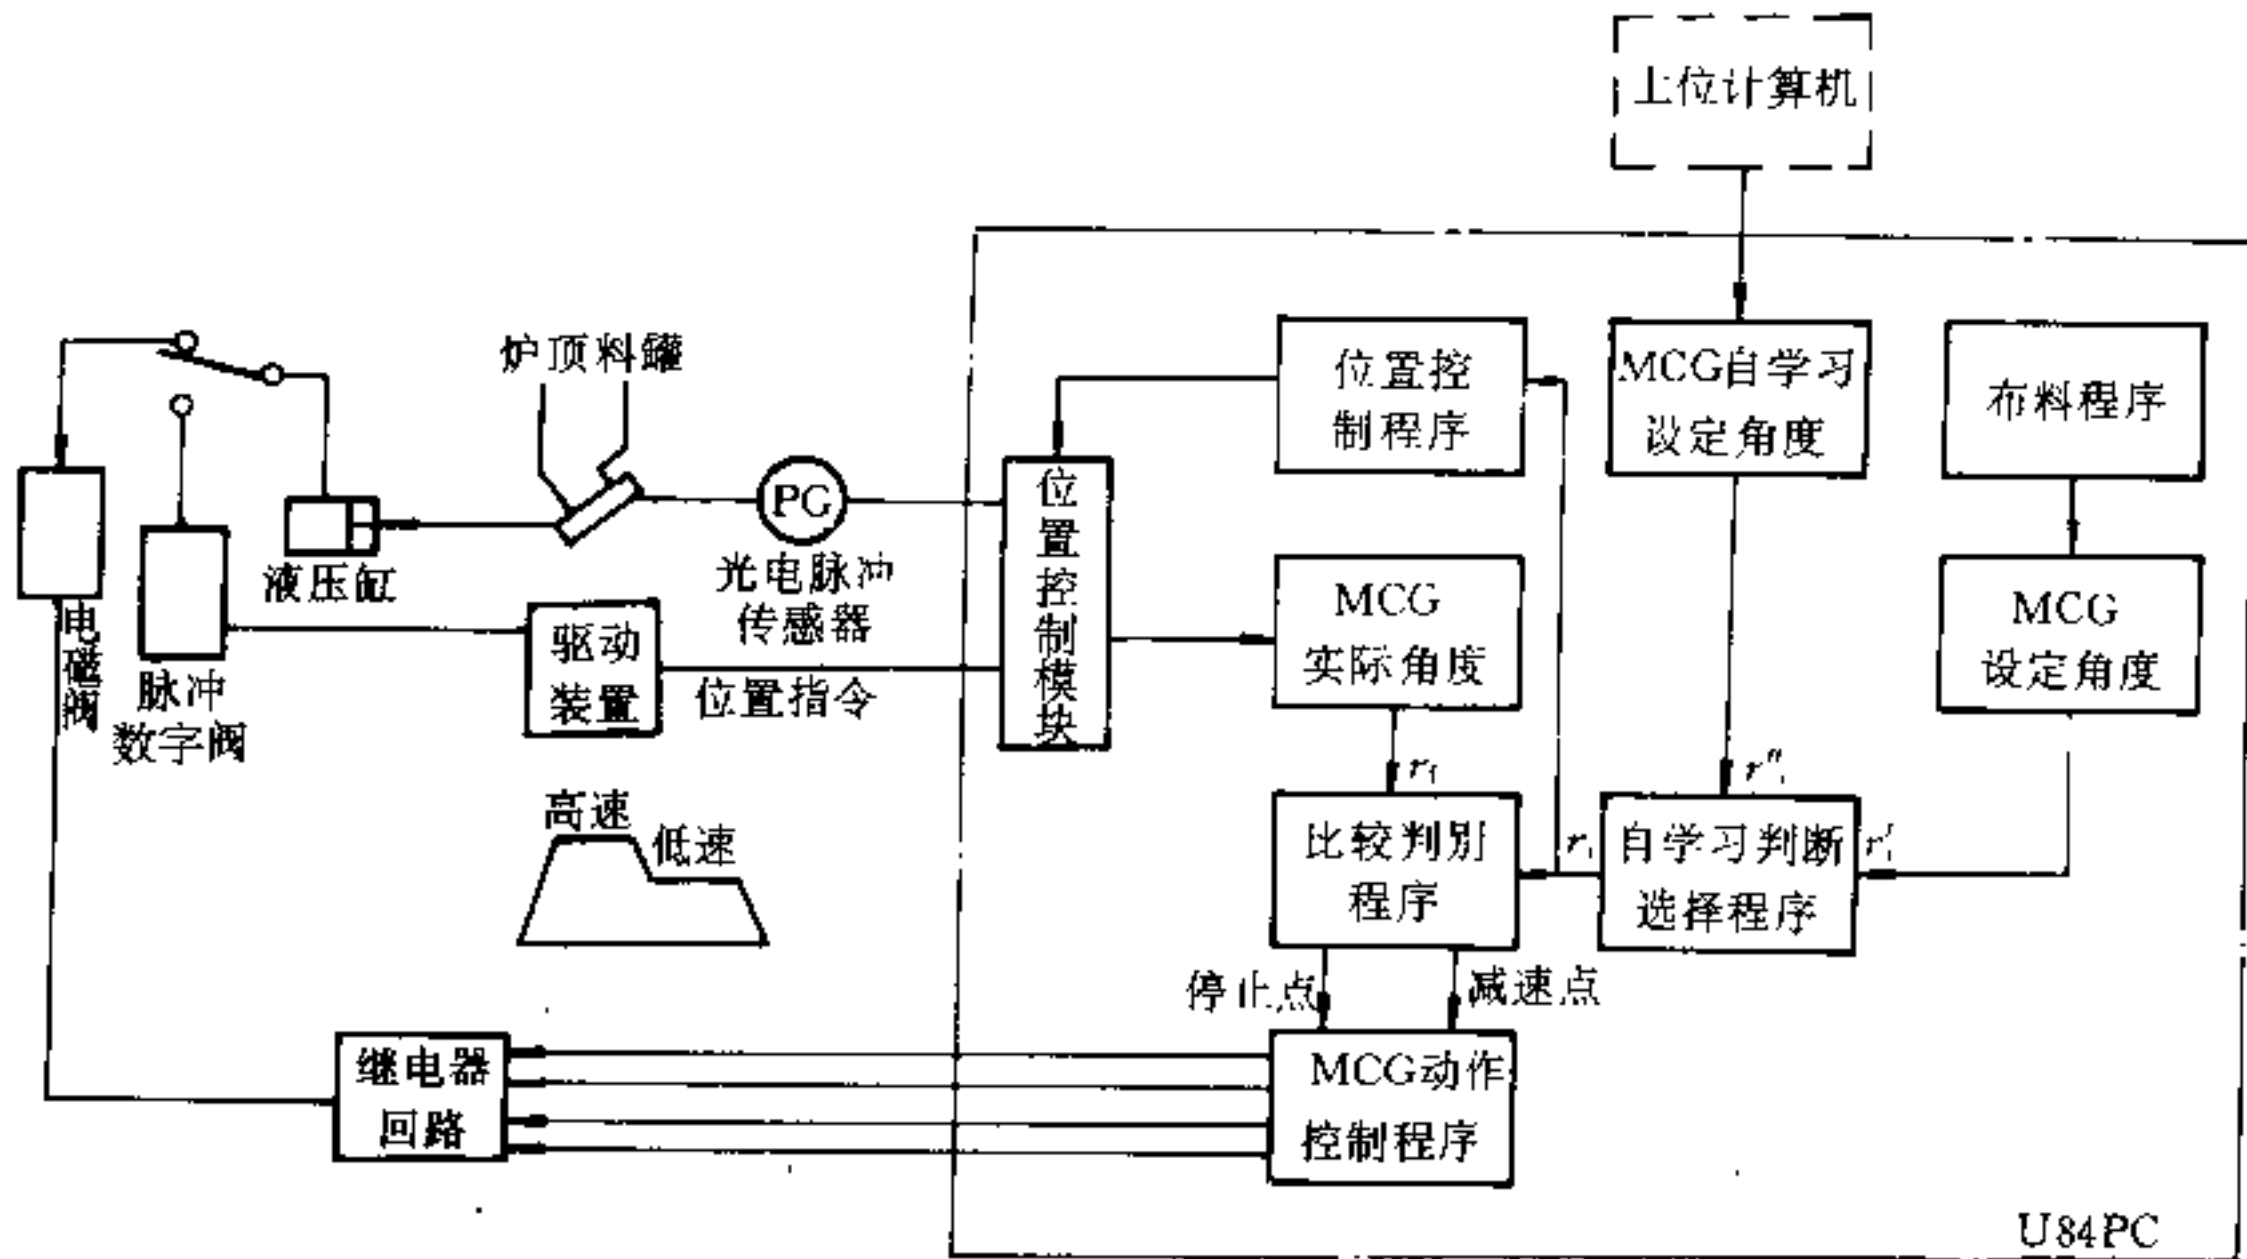 上位计算机
炉顶料罐
位置控
制程序
MCG自学习
设定角度
布料程序
PG
光电脉冲
传感器
位置控制模块
液压缸
电磁阀
脉冲
数字阀
驱动
装置
位置指令
MCG
实际角度
MCG
设定角度
高速
低速
比较判别
程序
自学习判断
选择程序
停止点
减速点
继电器
回路
MCG动作
控制程序
U84PC